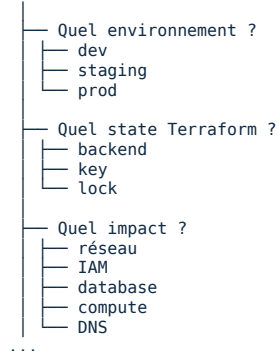 Quel environnement ?
dev
staging
prod
Quel state Terraform ?
backend
key
lock
Quel impact ?
réseau
IAM
database
compute
DNS
...